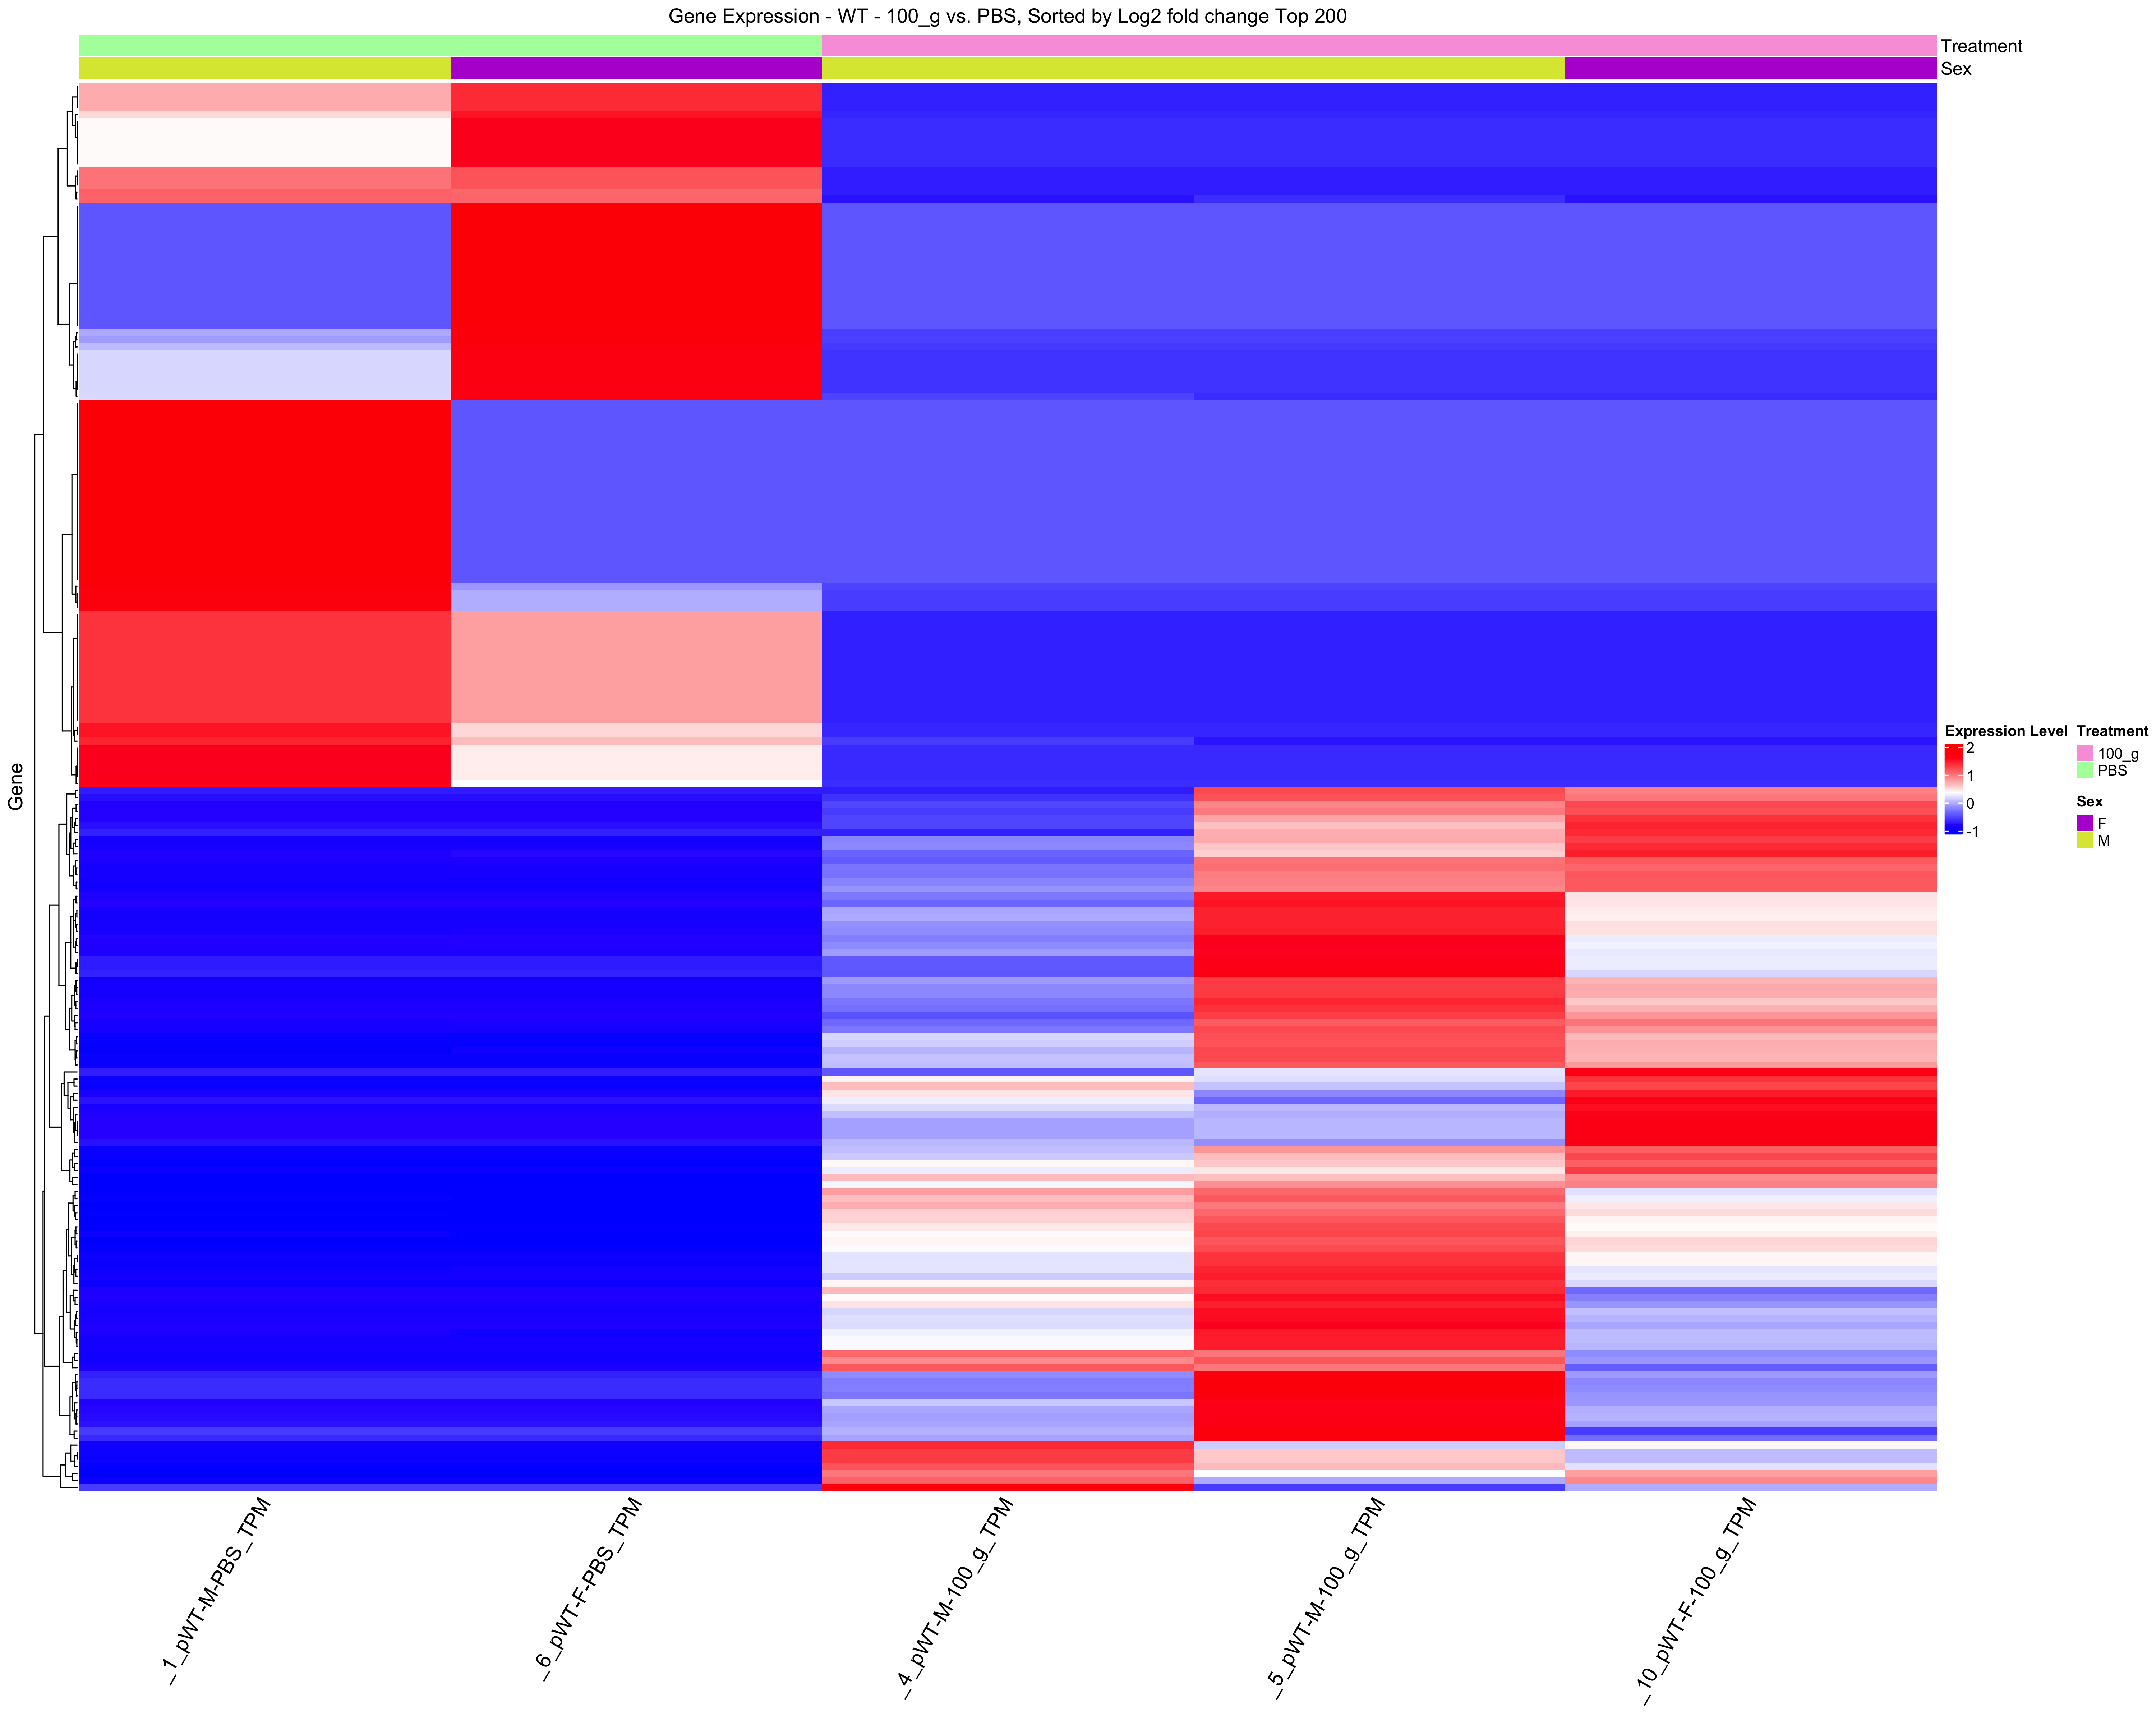 Gene Expression - WT - 100_g vs. PBS, Sorted by Log2 fold change Top 200
Treatment
Sex
Gene
Expression Level
2
1
0
-1
Treatment
100_g
PBS
Sex
F
M
_1_pWT-M-PBS_TPM
_6_pWT-F-PBS_TPM
_4_pWT-M-100_g_TPM
_5_pWT-M-100_g_TPM
_10_pWT-F-100_g_TPM